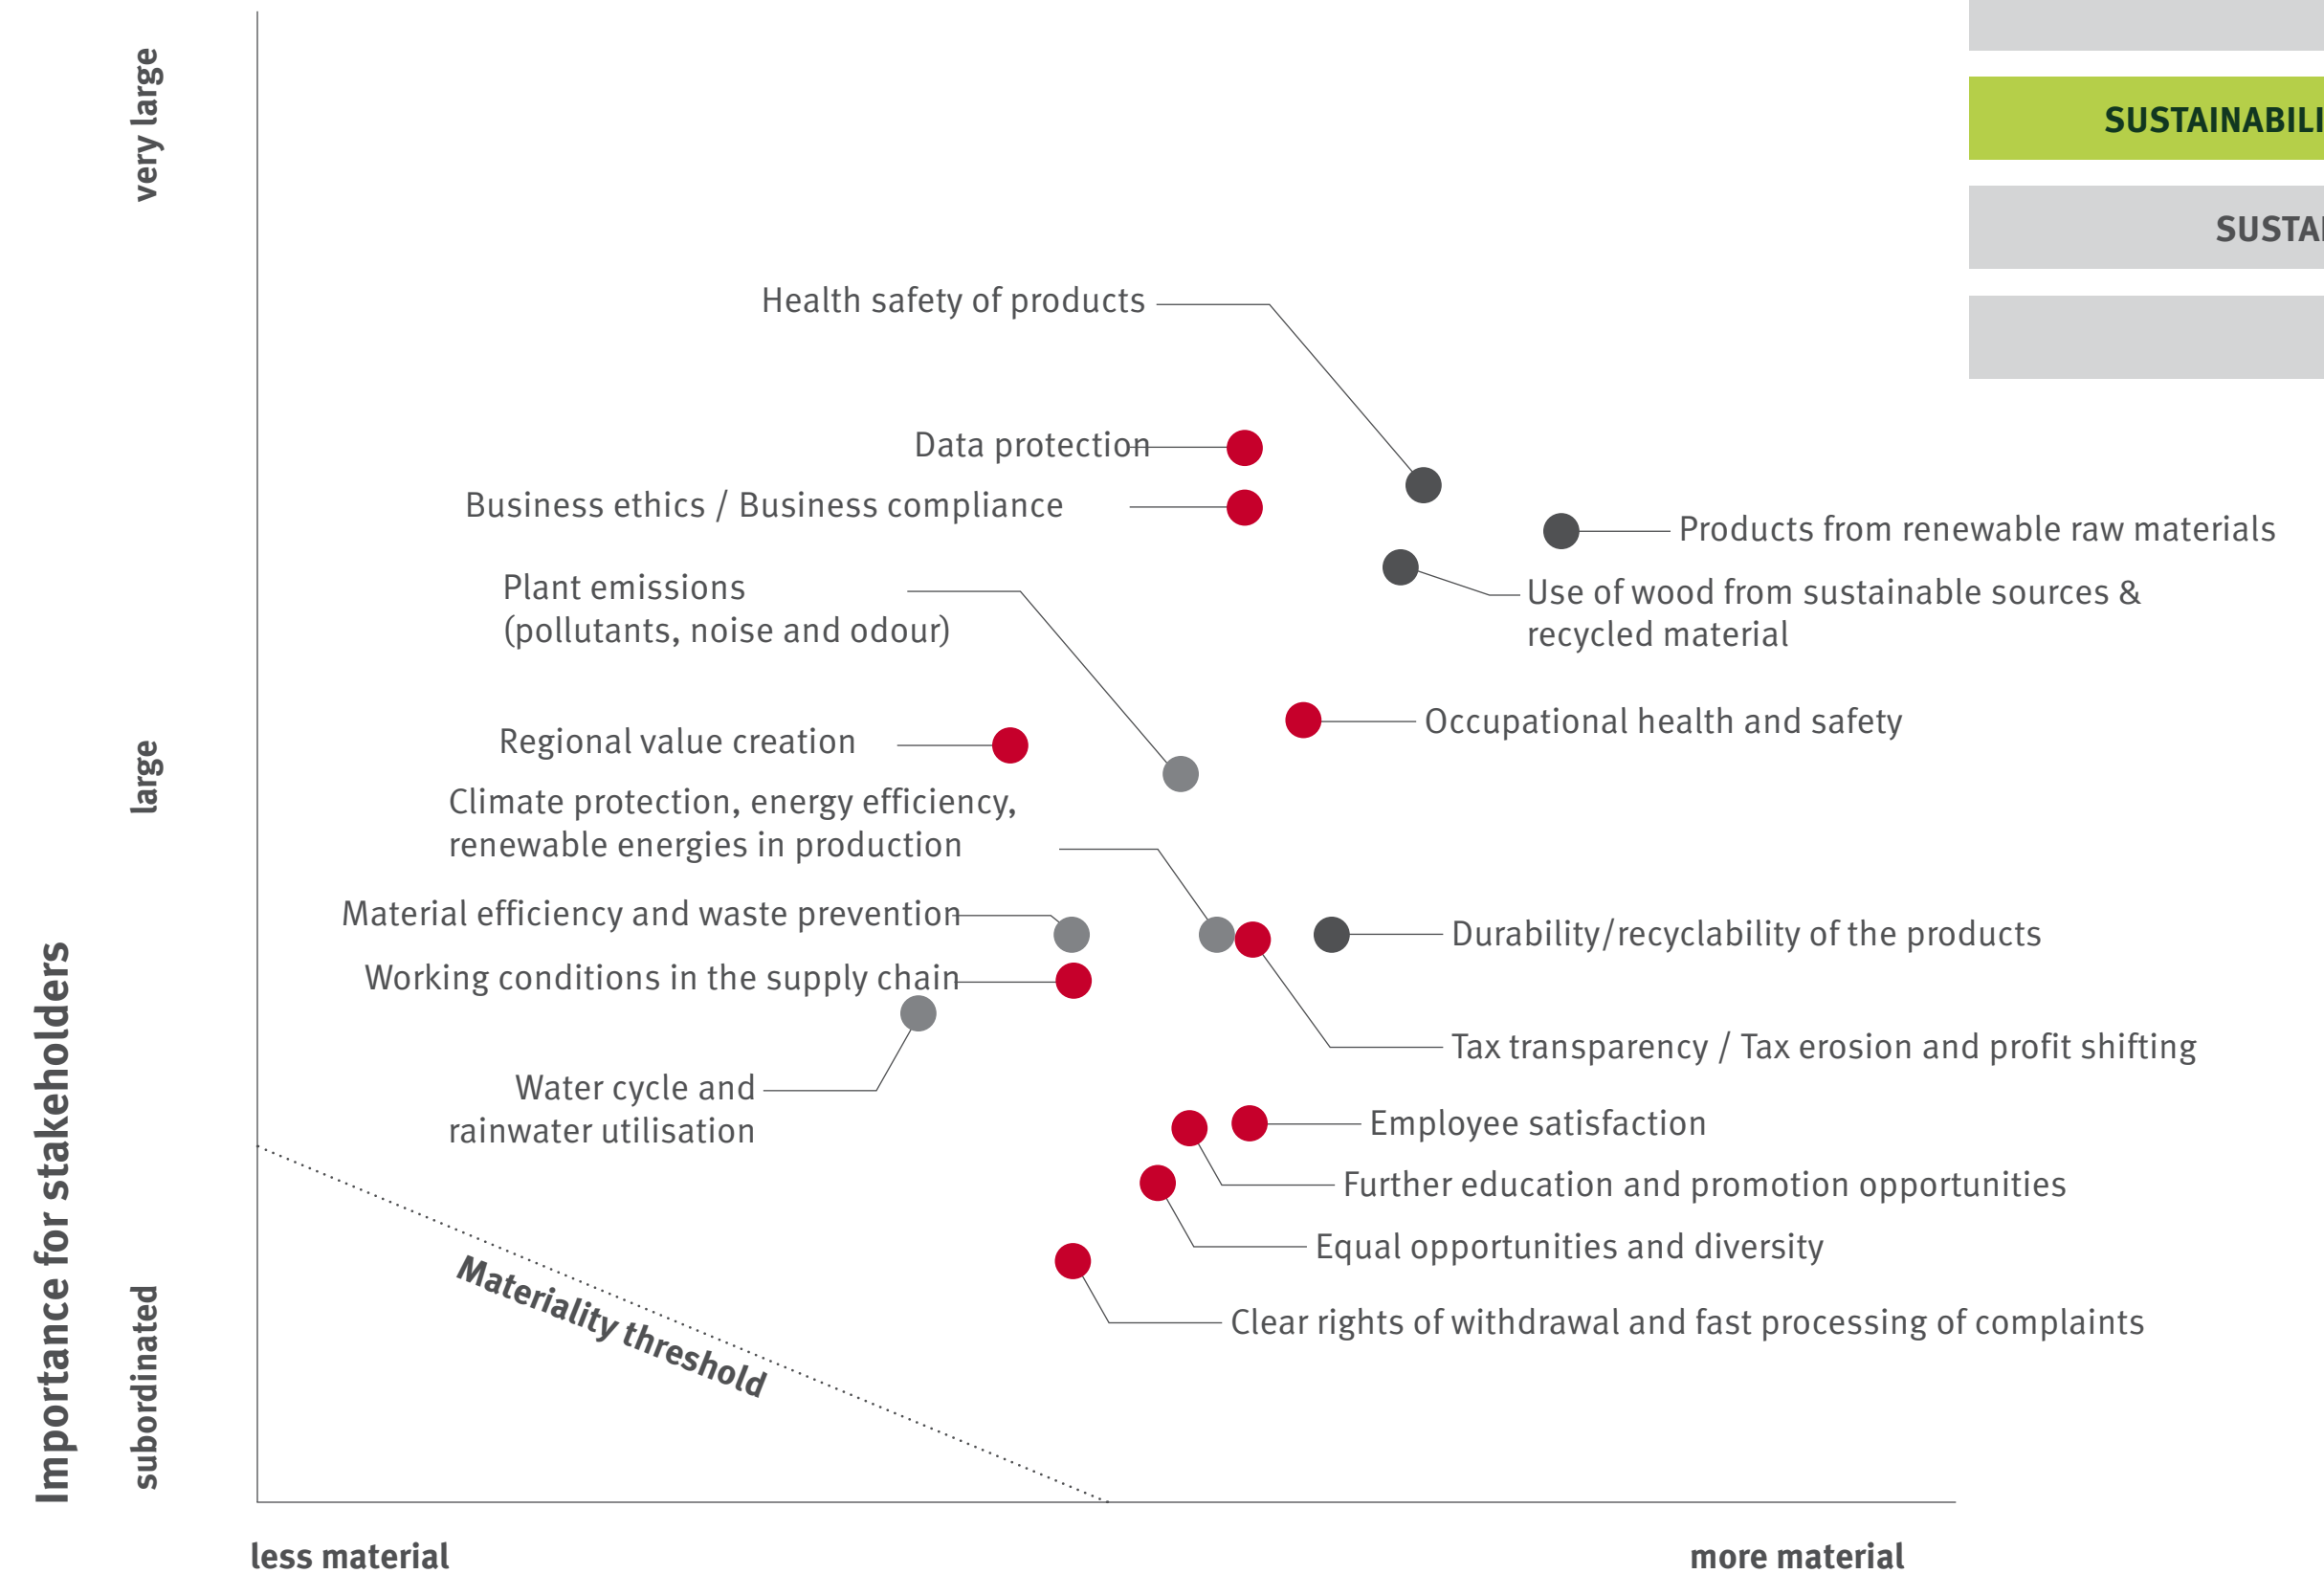 very large
SUSTAINABILI
SUSTAI
Health safety of products
Data protection
Business ethics / Business compliance
Products from renewable raw materials
Plant emissions
(pollutants, noise and odour)
Use of wood from sustainable sources &
recycled material
Occupational health and safety
Regional value creation
large
Climate protection, energy efficiency,
renewable energies in production
Material efficiency and waste prevention
Durability/recyclability of the products
Working conditions in the supply chain
Tax transparency / Tax erosion and profit shifting
Water cycle and
rainwater utilisation
Employee satisfaction
Further education and promotion opportunities
Equal opportunities and diversity
Clear rights of withdrawal and fast processing of complaints
Importance for stakeholders
subordinated
Materiality threshold
less material
more material